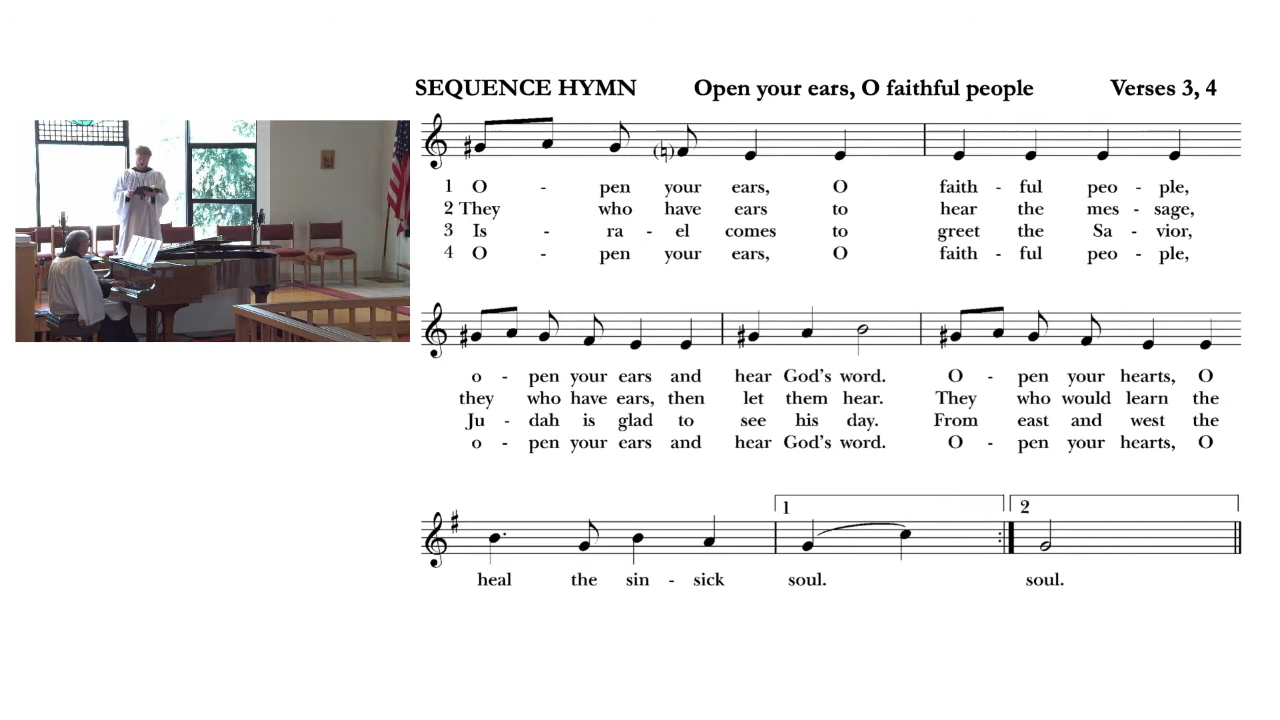 SEQUENCE HYMN Open your ears, O faithful people Verses 3, 4
1 O - pen your ears, O faith - ful peo - ple,
2 They who have ears to hear the mes - sage,
3 Is - ra - el comes to greet the Sa - vior,
4 O - pen your ears, O faith - ful peo - ple,
o - pen your ears and hear God's word. O - pen your hearts, O
they who have ears, then let them hear. They who would learn the
Ju - dah is glad to see his day. From east and west the
o - pen your ears and hear God's word. O - pen your hearts, O
1 2
heal the sin - sick soul. soul.